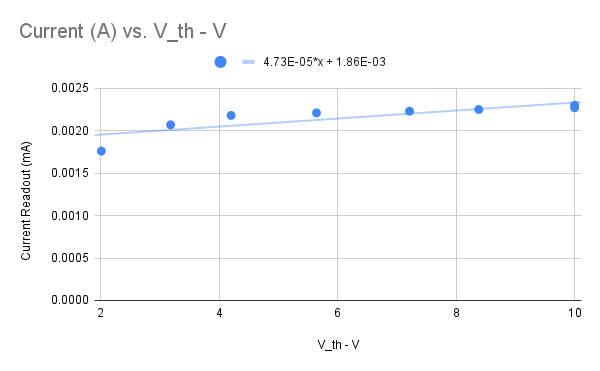 Current (A) vs. V_th - V
4.73E-05*x + 1.86E-03
0.0025
0.0020
0.0015
0.0010
0.0005
0.0000
Current Readout (mA)
2
4
6
8
10
V_th - V